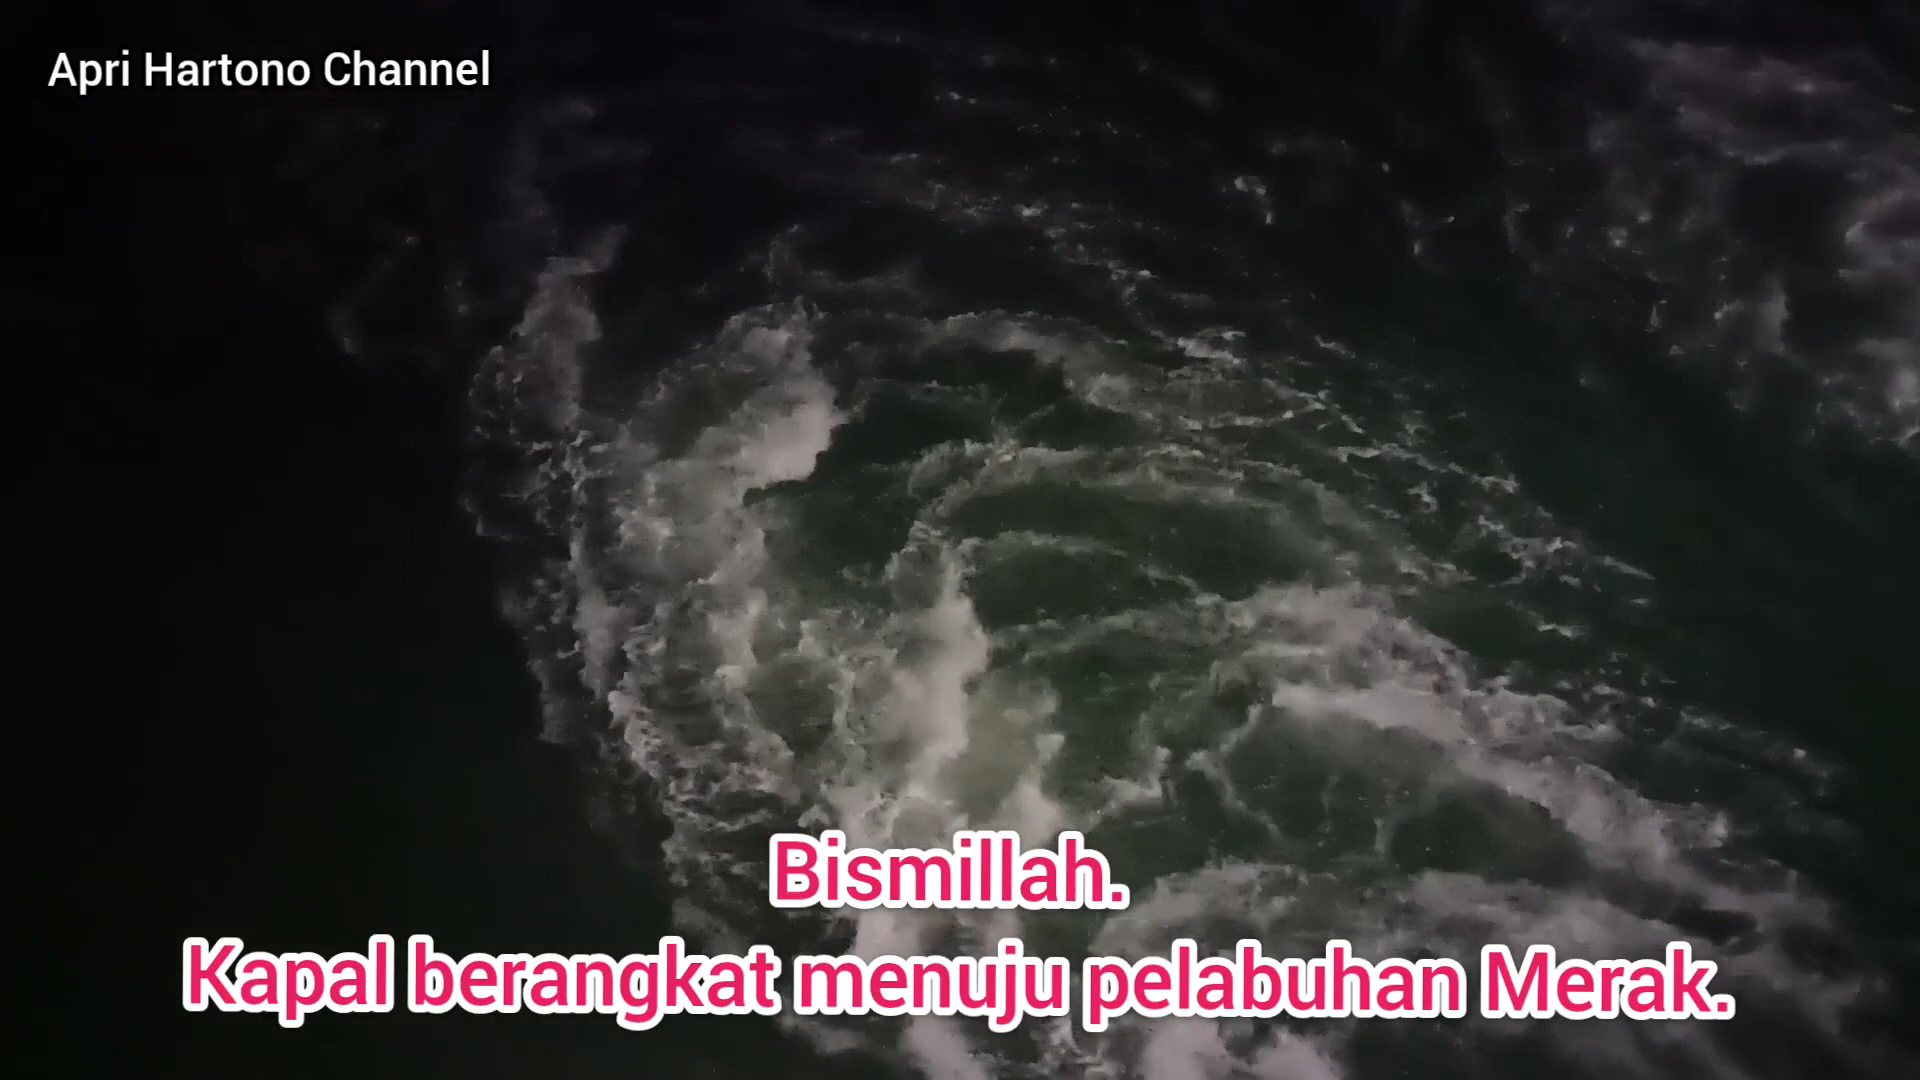 Apri Hartono Channel
Bismillah.
Kapal berangkat menuju pelabuhan Merak.